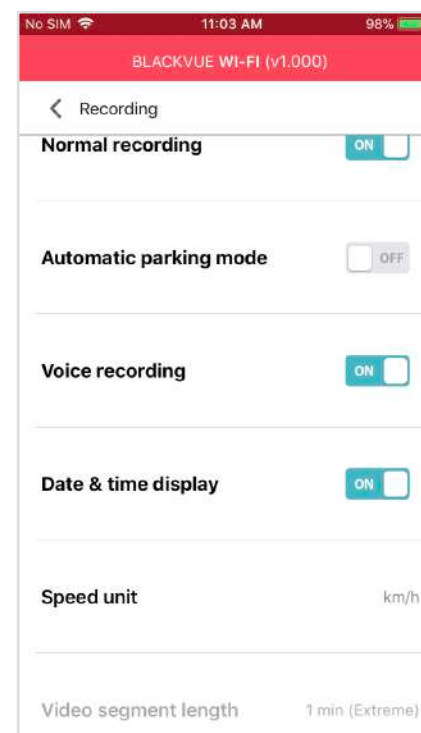 No SIM 11:03 AM 98%
BLACKVUE WI-FI (v1.000)
Recording
Normal recording ON
Automatic parking mode OFF
Voice recording ON
Date & time display ON
Speed unit km/h
Video segment length 1 min (Extreme)